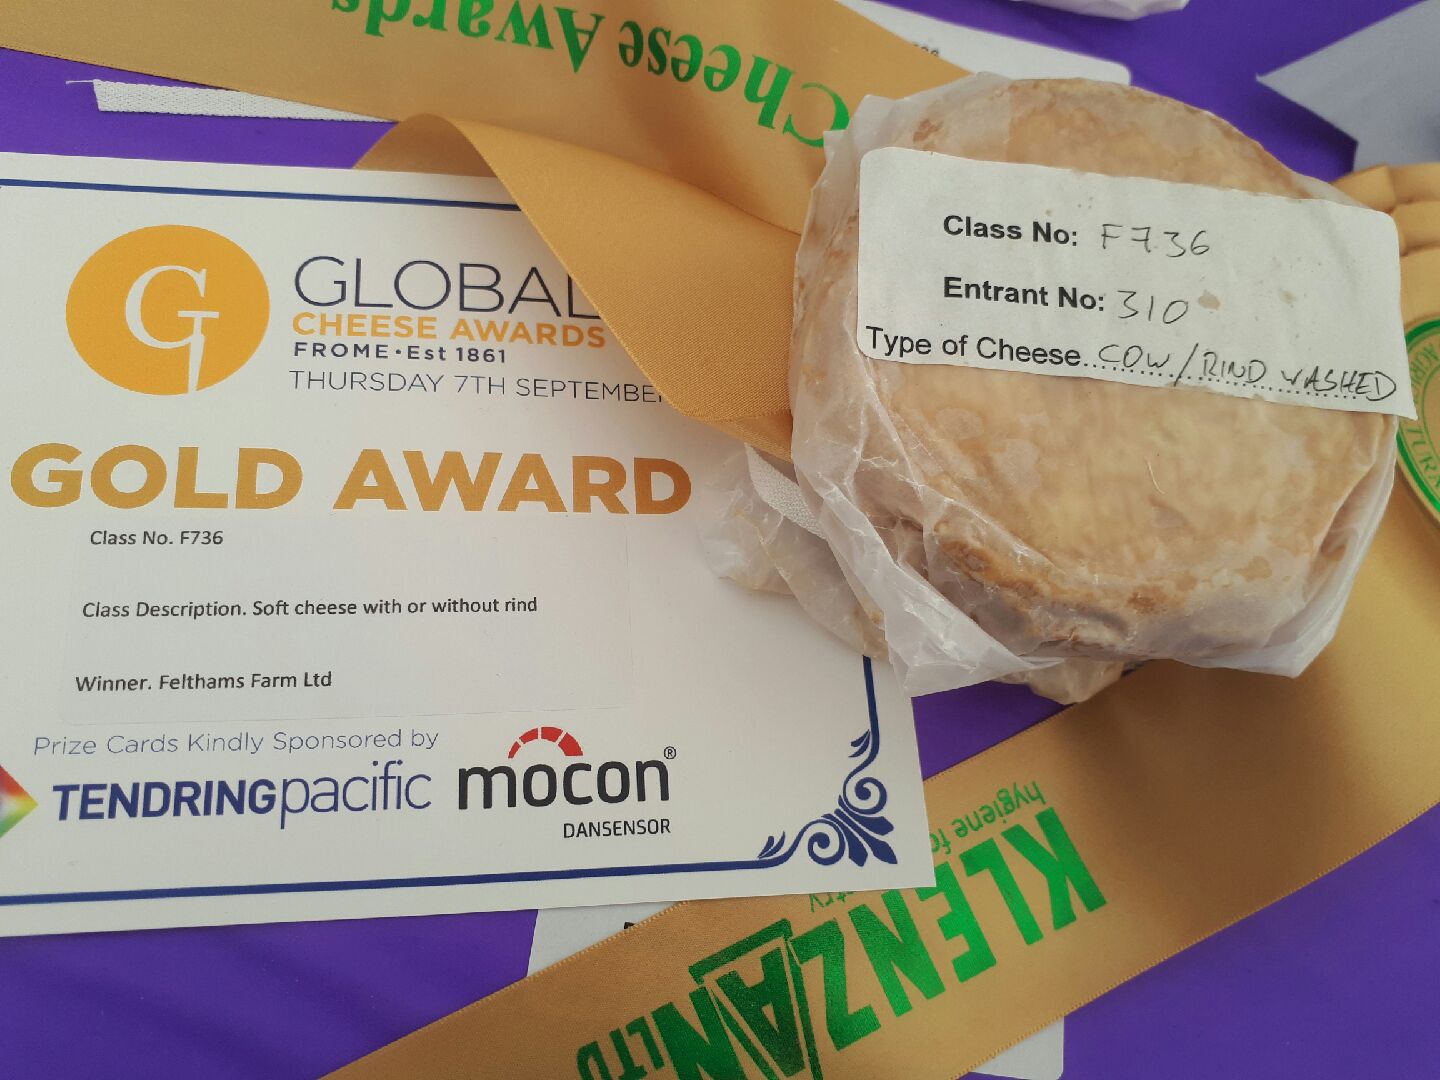 Cheese Awards
G
GLOBAL
CHEESE AWARDS
FROME·Est 1861
THURSDAY 7TH SEPTEMBE
GOLD AWARD
Class No. F736
Class Description. Soft cheese with or without rind
Winner. Felthams Farm Ltd
Prize Cards Kindly Sponsored by
TENDRINGpacific
mocon®
DANSENSOR
Class No: F736
Entrant No: 310
Type of Cheese...COW/RIND WASHED
KLENZAN LTD
hygiene fo